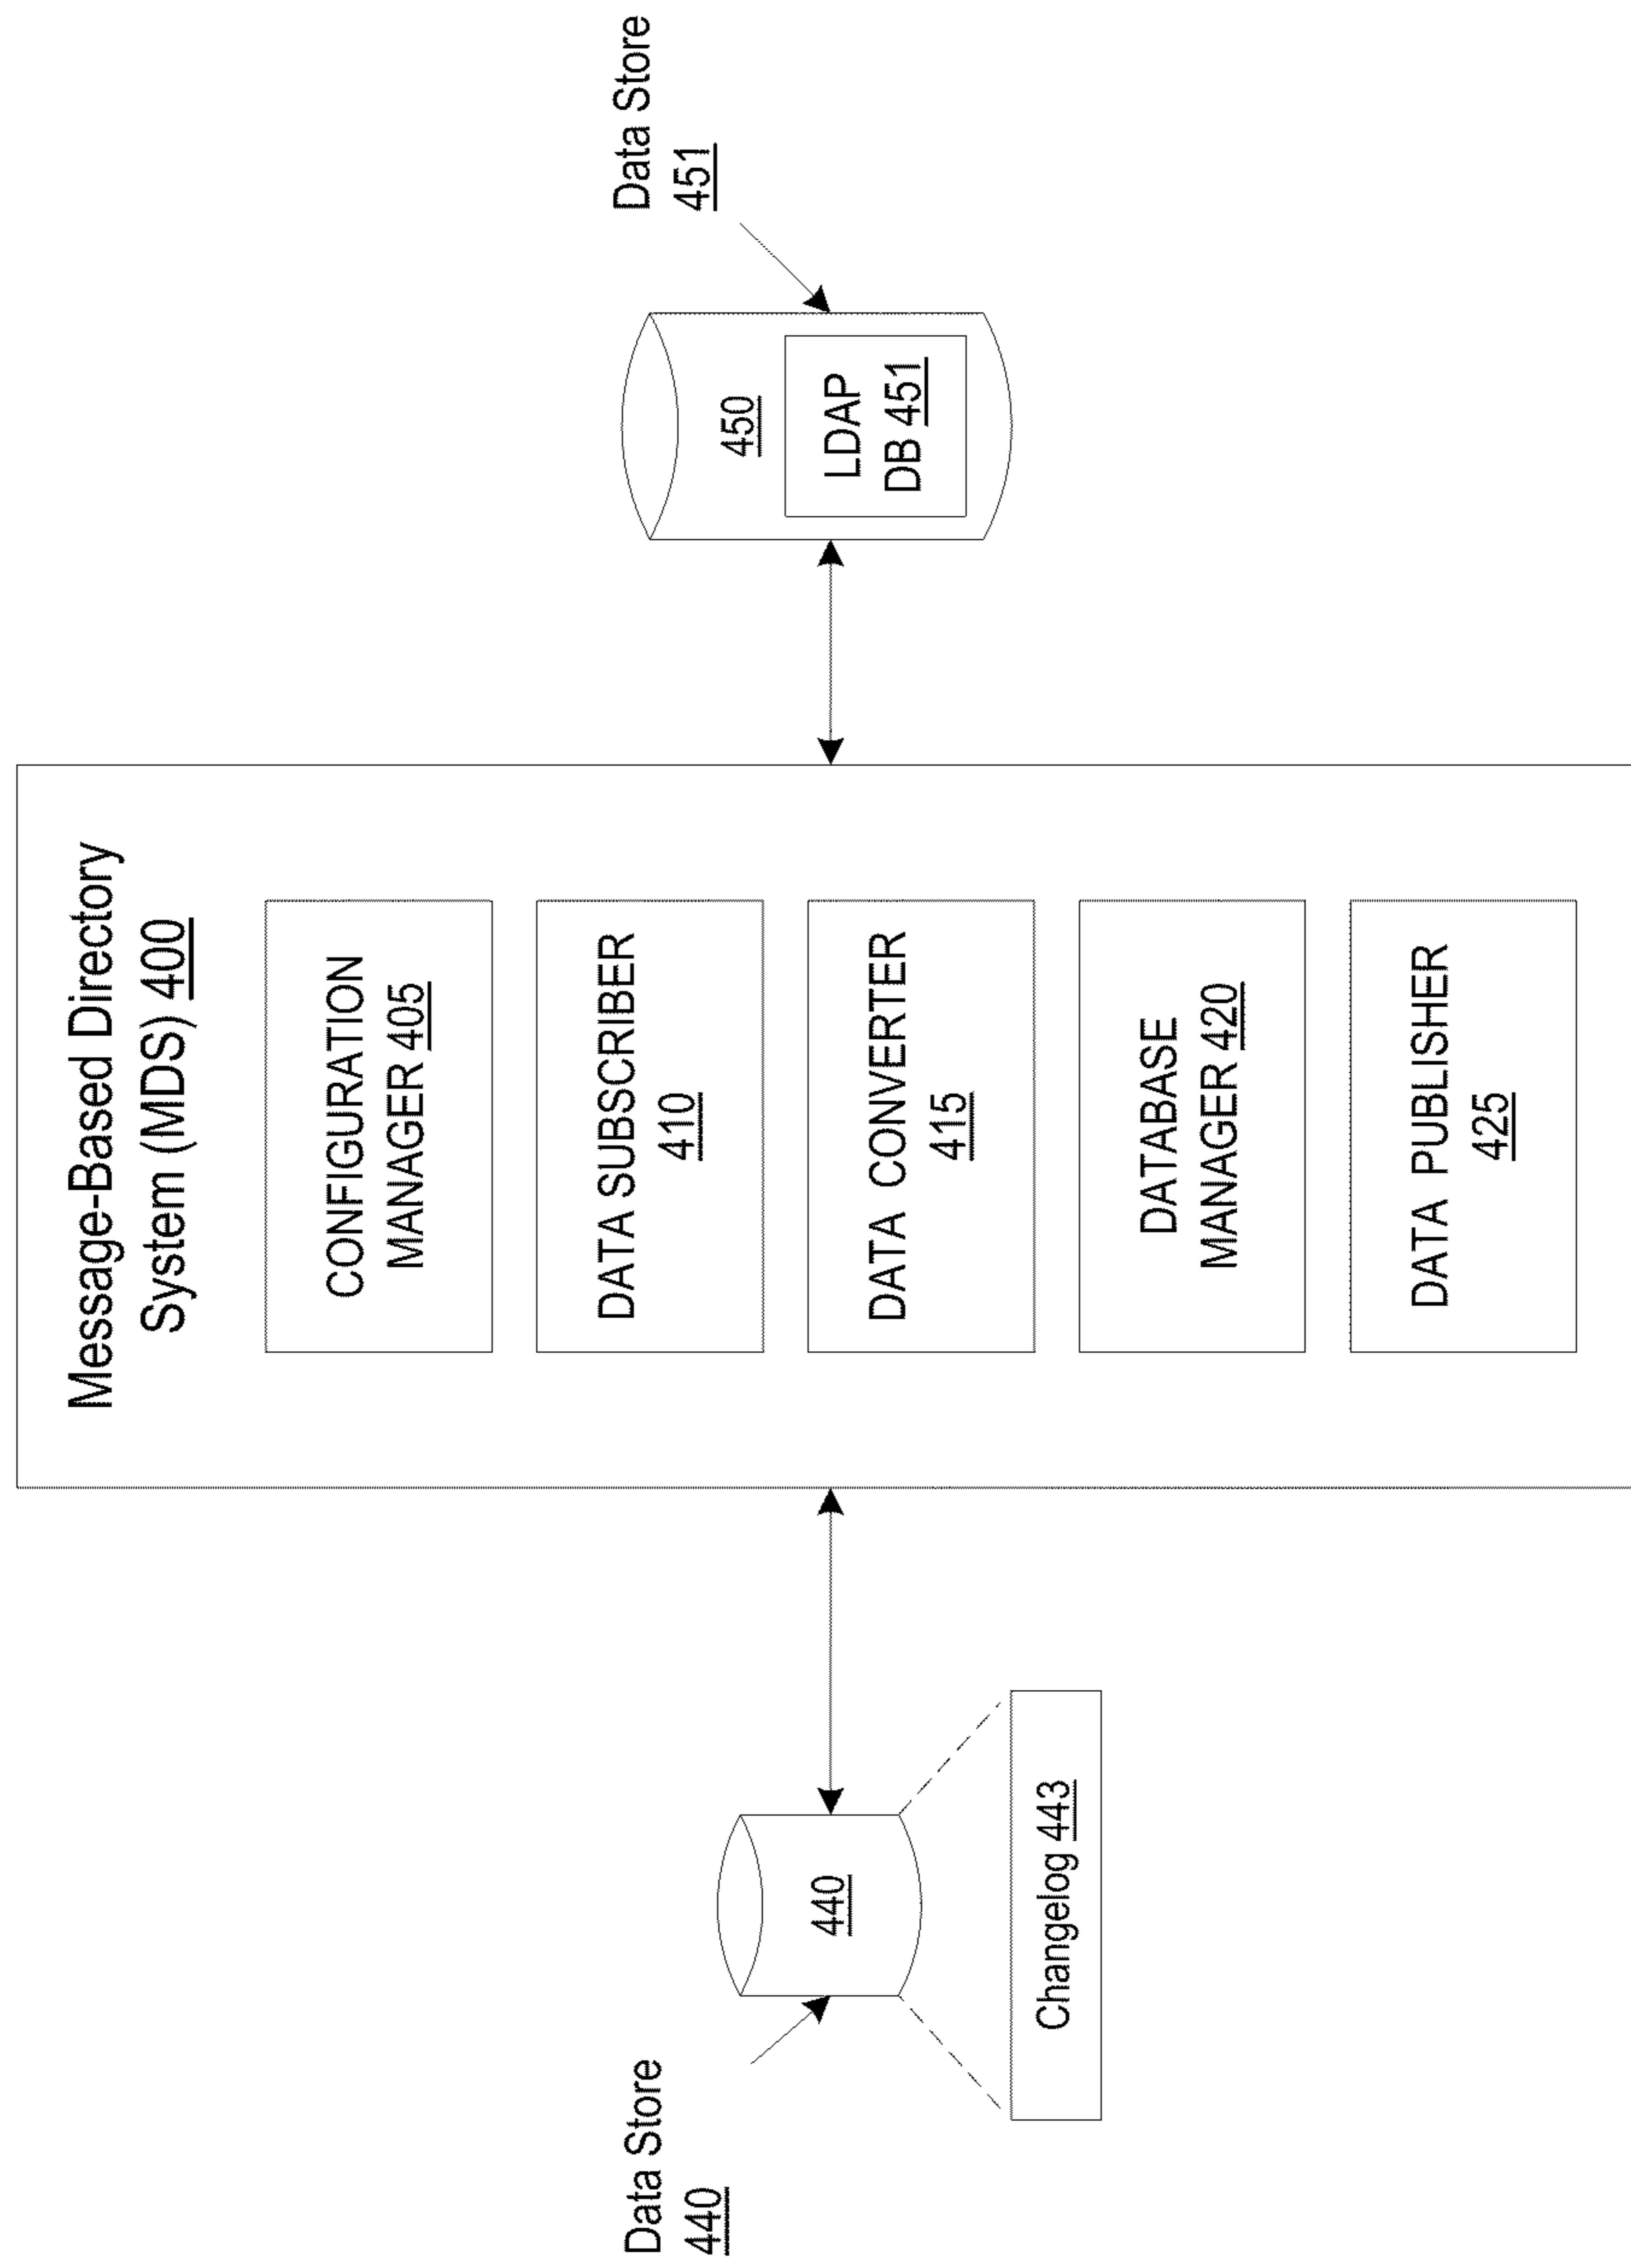 Message-Based Directory
System (MDS) 400
CONFIGURATION
MANAGER 405
DATA SUBSCRIBER
410
DATA CONVERTER
415
DATABASE
MANAGER 420
DATA PUBLISHER
425
Data Store
440
440
Changelog 443
Data Store
451
450
LDAP
DB 451